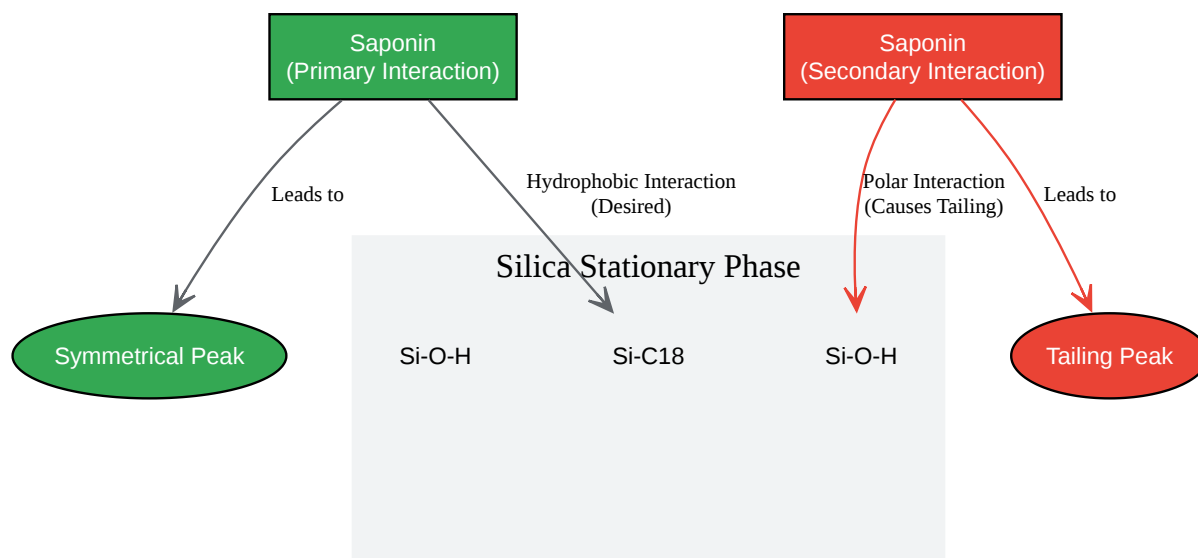 Saponin
(Primary Interaction)
Saponin
(Secondary Interaction)
Leads to
Hydrophobic Interaction
(Desired)
Polar Interaction
(Causes Tailing)
Leads to
Silica Stationary Phase
Symmetrical Peak
Si-O-H
Si-C18
Si-O-H
Tailing Peak